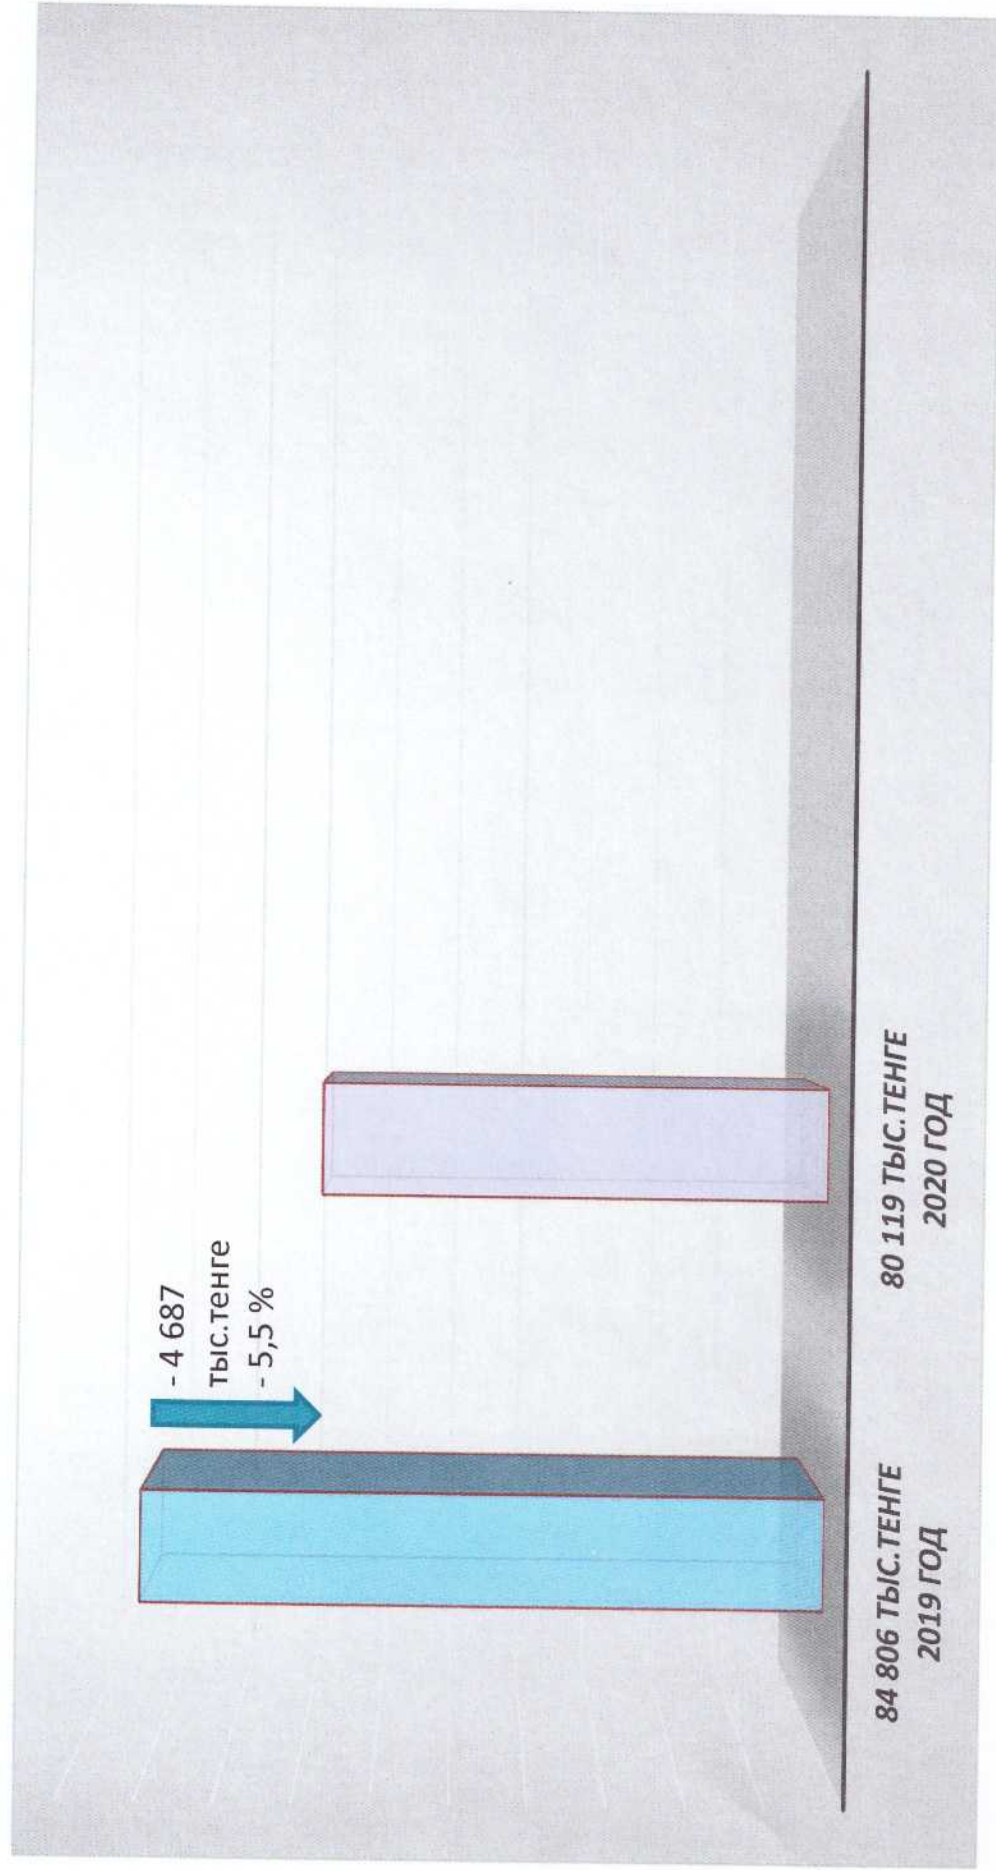 - 4 687
тыс.тенге
- 5,5 %
84 806 ТЫС.ТЕНГЕ
2019 ГОД
80 119 ТЫС.ТЕНГЕ
2020 ГОД